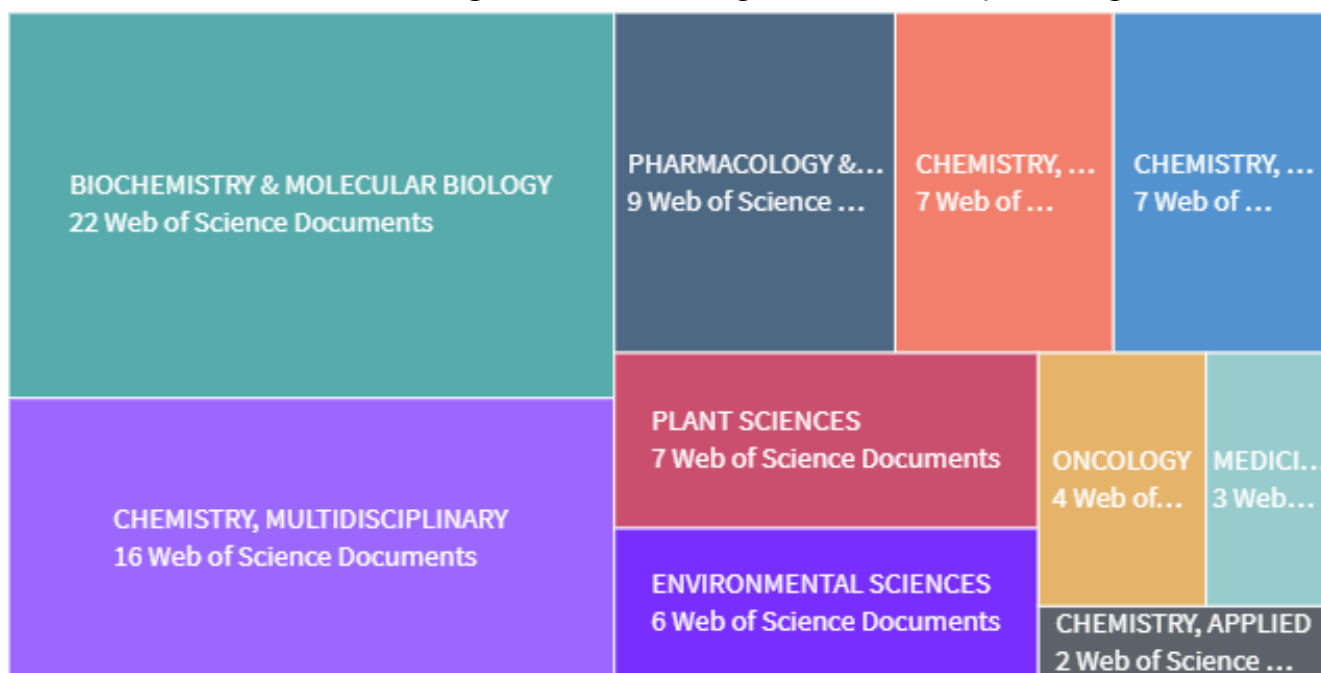 BIOCHEMISTRY & MOLECULAR BIOLOGY
22 Web of Science Documents
CHEMISTRY, MULTIDISCIPLINARY
16 Web of Science Documents
PHARMACOLOGY &...
9 Web of Science ...
CHEMISTRY, ...
7 Web of ...
CHEMISTRY, ...
7 Web of ...
PLANT SCIENCES
7 Web of Science Documents
ENVIRONMENTAL SCIENCES
6 Web of Science Documents
ONCOLOGY
4 Web of...
MEDICI...
3 Web...
CHEMISTRY, APPLIED
2 Web of Science ...